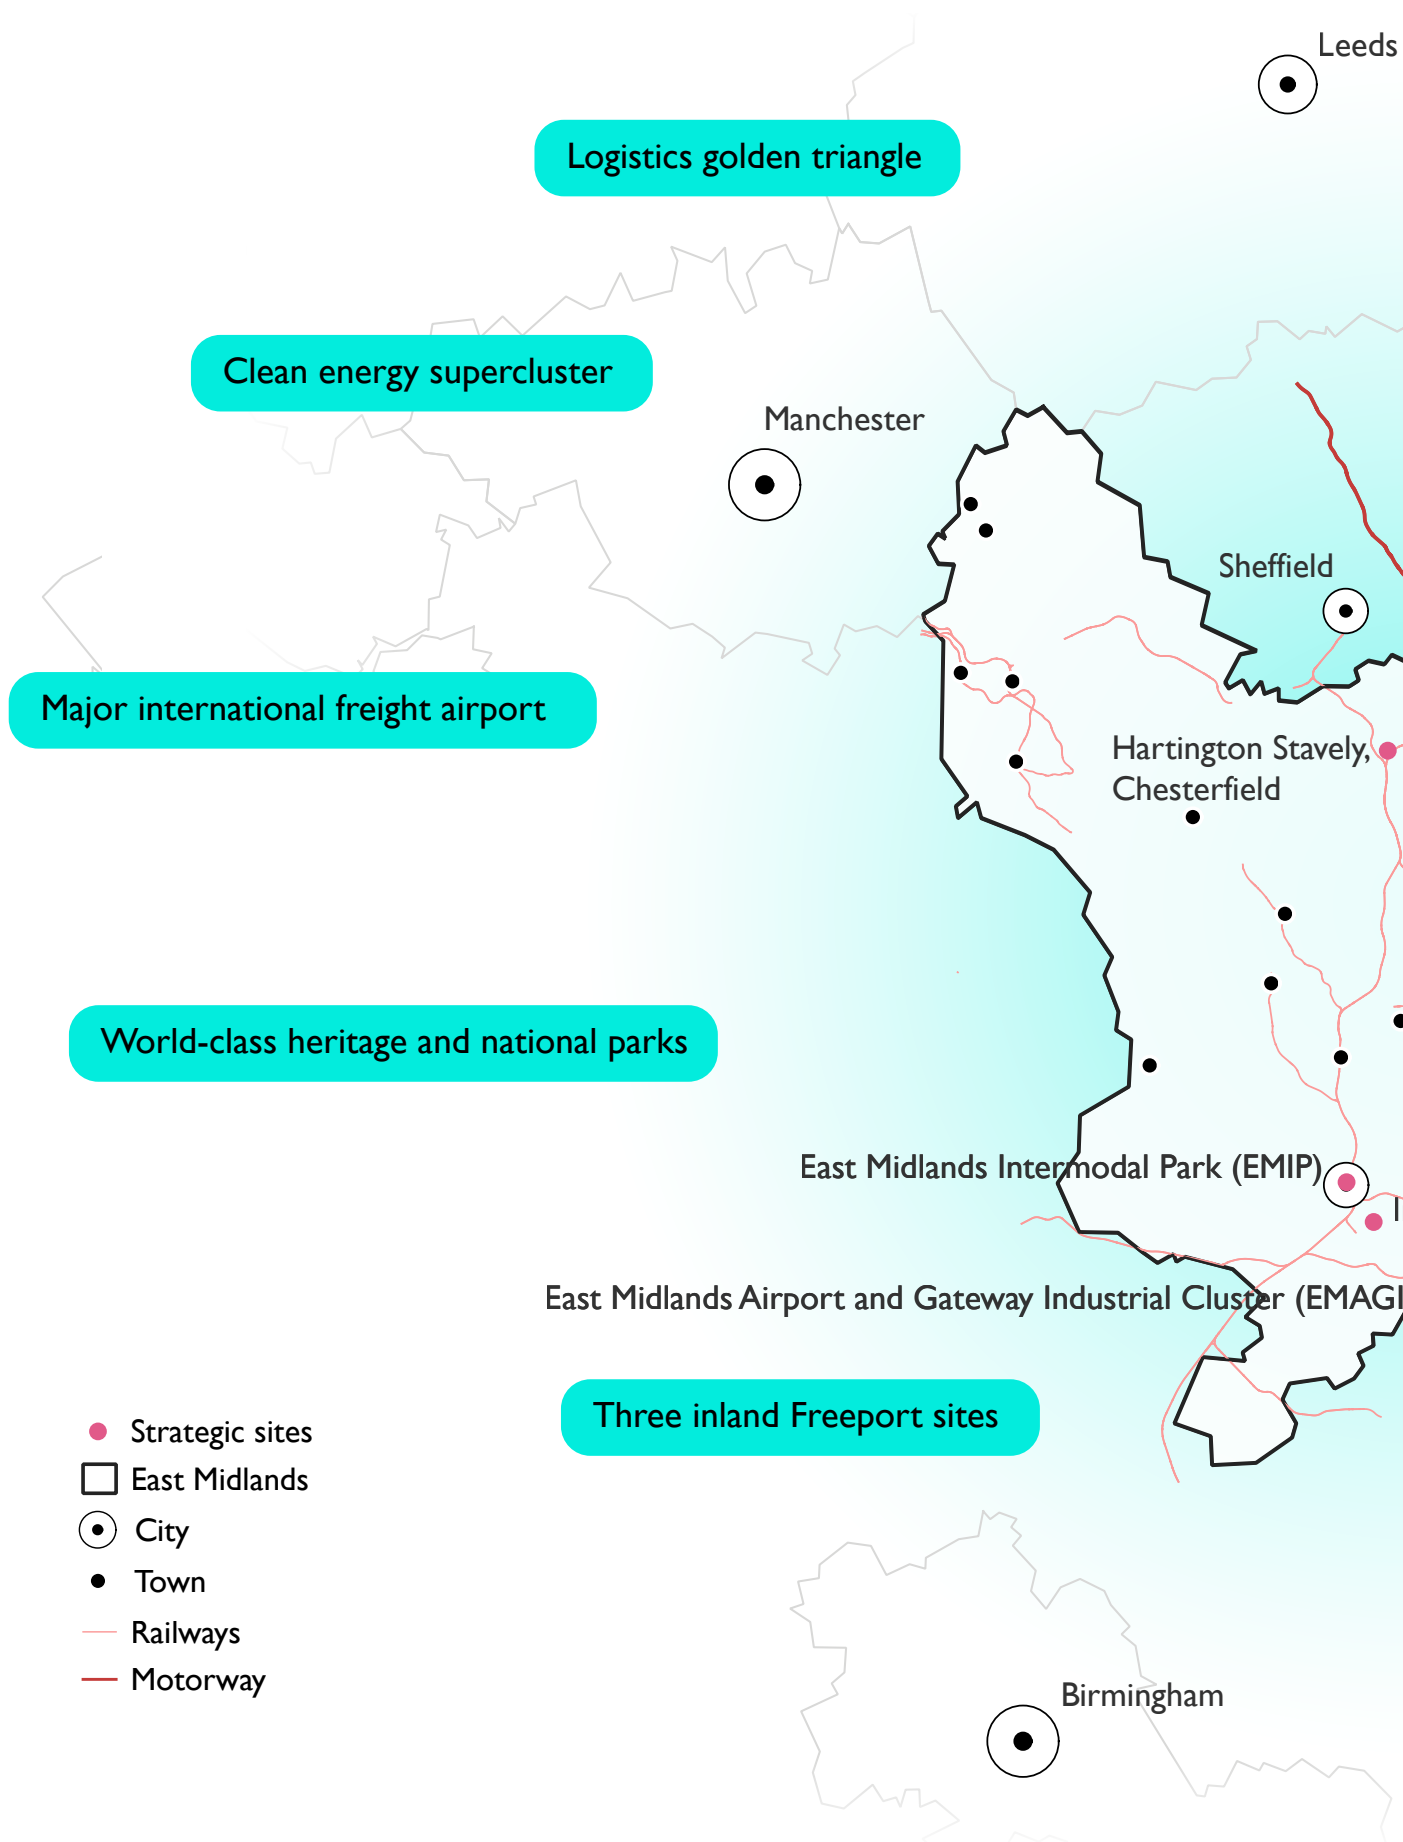 Leeds
Logistics golden triangle
Clean energy supercluster
Manchester
Sheffield
Major international freight airport
Hartington Stavely,
Chesterfield
World-class heritage and national parks
East Midlands Intermodal Park (EMIP)
East Midlands Airport and Gateway Industrial Cluster (EMAGI
Three inland Freeport sites
Strategic sites
East Midlands
City
Town
Railways
Motorway
Birmingham